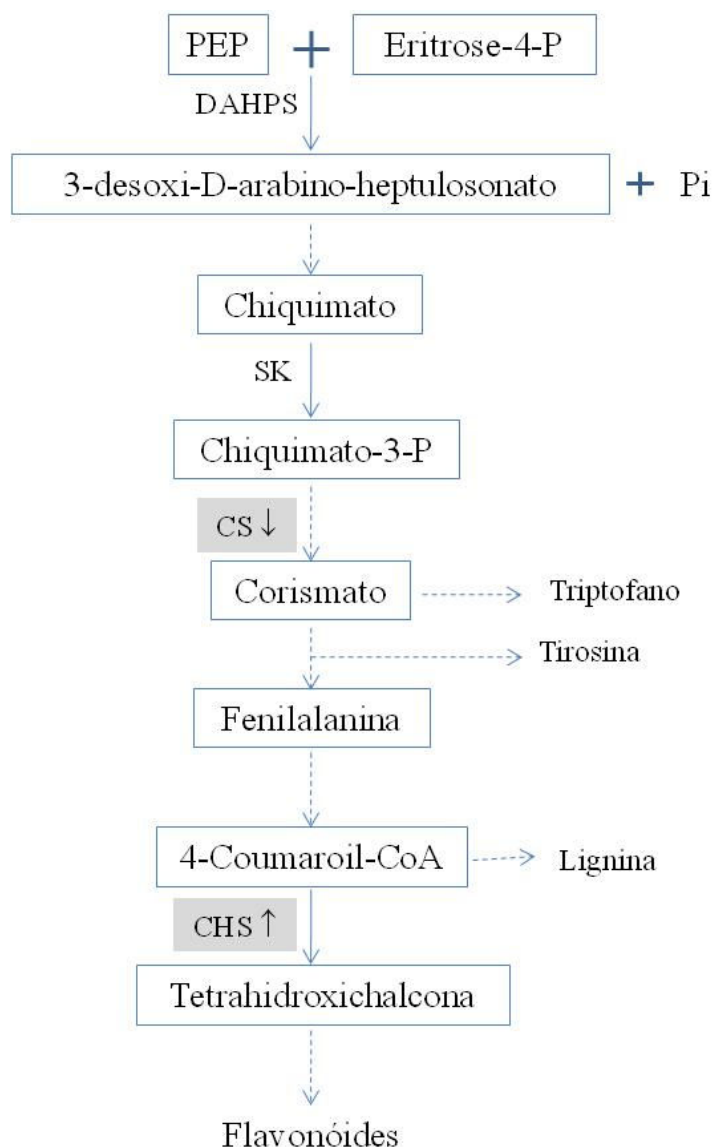 PEP + Eritrose-4-P
DAHPS
3-desoxi-D-arabino-heptulosonato + Pi
Chiquimato
SK
Chiquimato-3-P
CS ↓
Corismato
Triptofano
Tirosina
Fenilalanina
4-Coumaroil-CoA
Lignina
CHS ↑
Tetrahidroxichalcona
Flavonóides